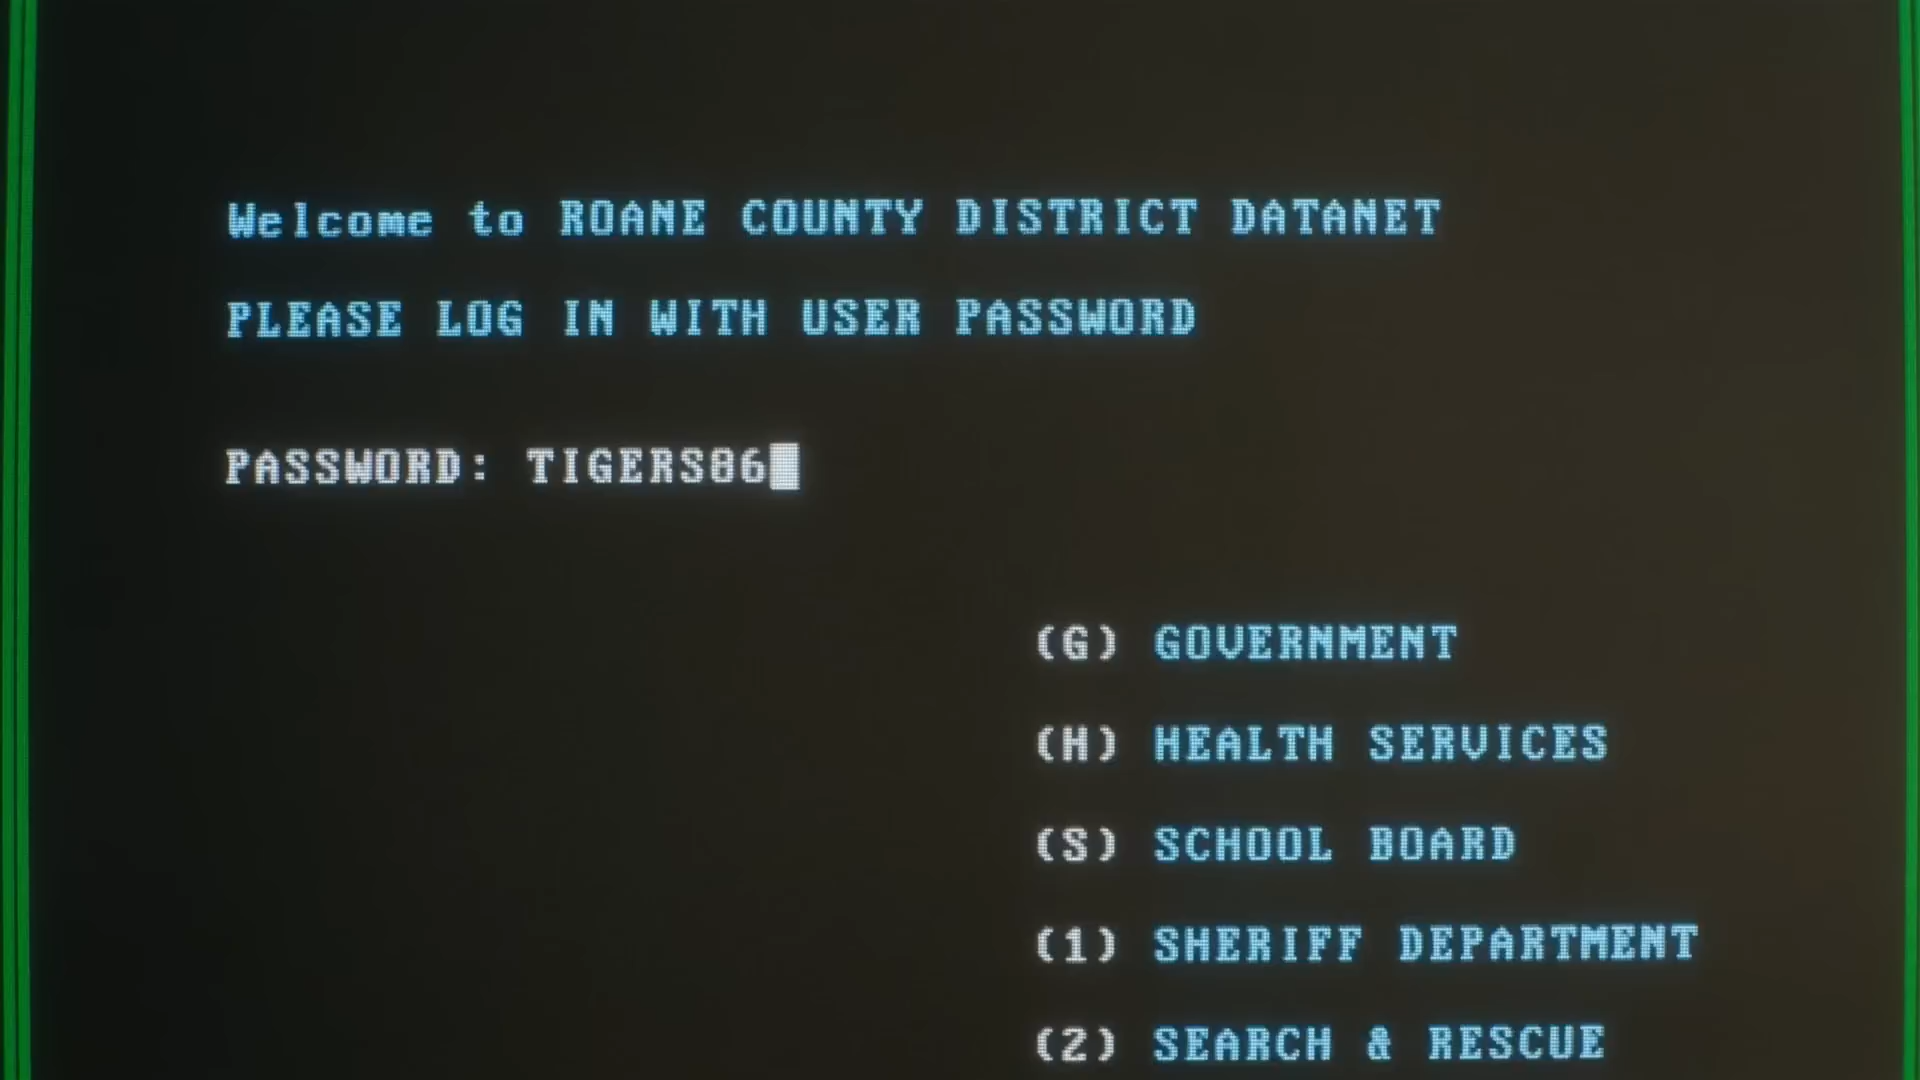 Welcome to ROANE COUNTY DISTRICT DATANET
PLEASE LOG IN WITH USER PASSWORD
PASSWORD: TIGERS86
(G) GOVERNMENT
(H) HEALTH SERVICES
(S) SCHOOL BOARD
(1) SHERIFF DEPARTMENT
(2) SEARCH & RESCUE